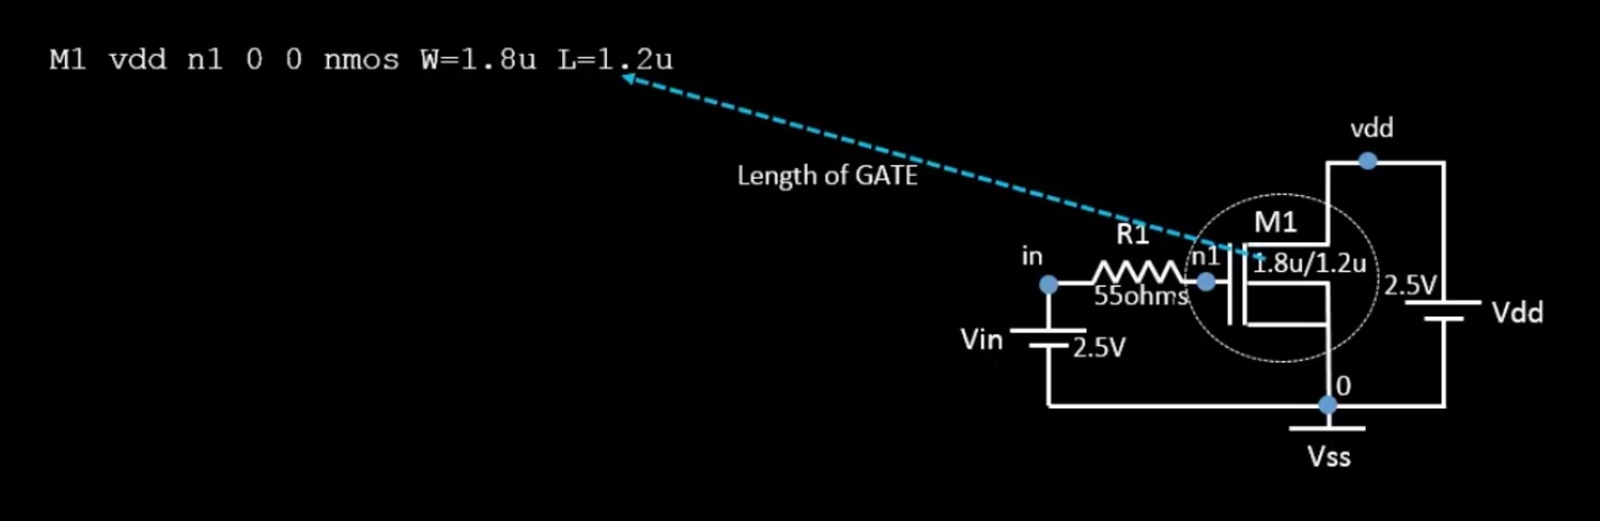 M1 vdd n1 0 0 nmos W=1.8u L=1.2u
vdd
Length of GATE
M1
R1
in
n1
1.8u/1.2u
2.5V
55ohms
Vdd
Vin
2.5V
0
Vss